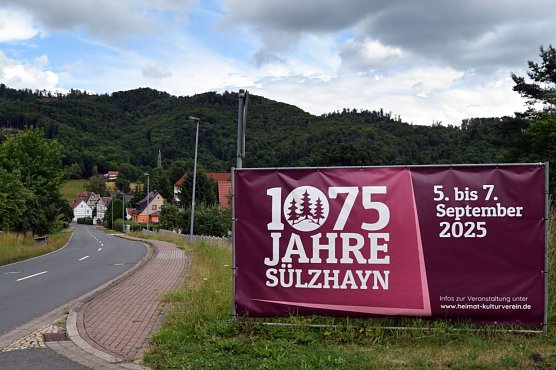 1075
JAHRE
SÜLZHAYN
5. bis 7.
September
2025
Infos zur Veranstaltung unter
www.heimat-kulturverein.de